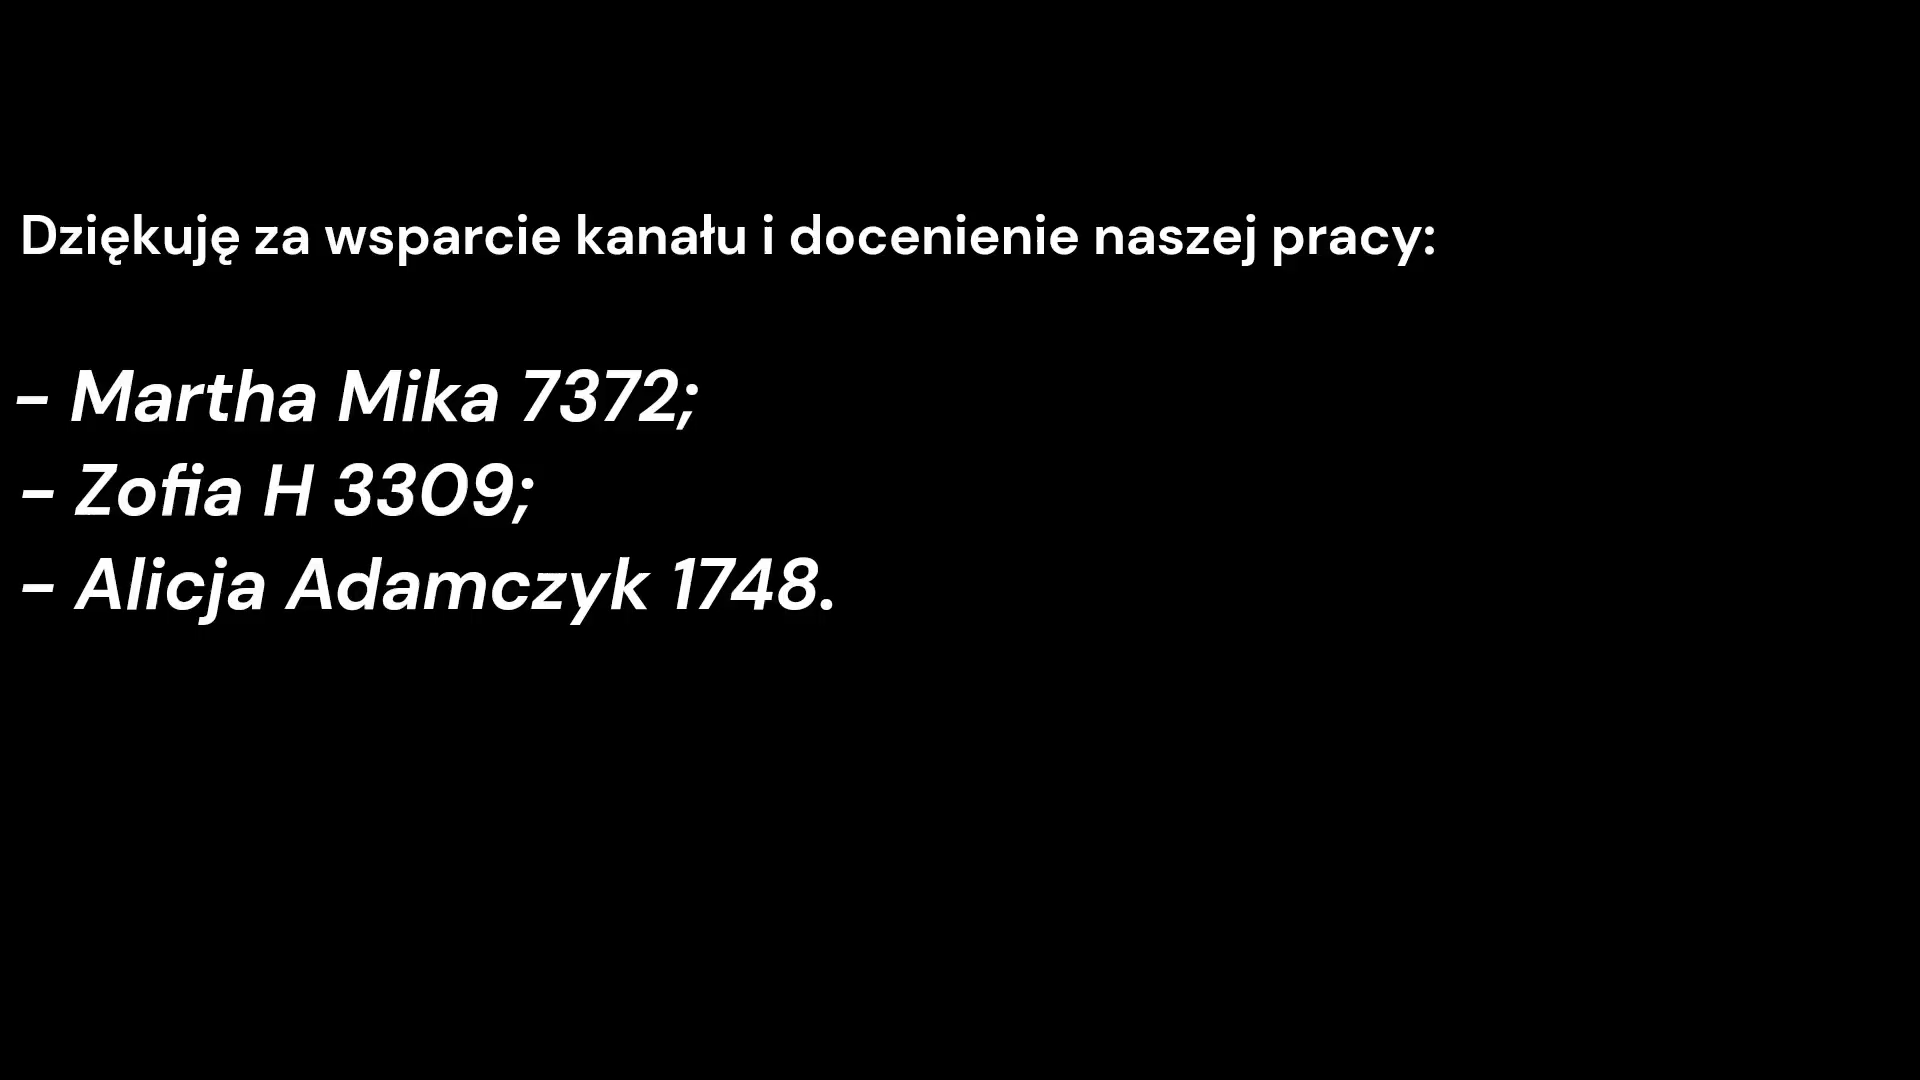 Dziękuję za wsparcie kanału i docenienie naszej pracy:
- Martha Mika 7372;
- Zofia H 3309;
- Alicja Adamczyk 1748.